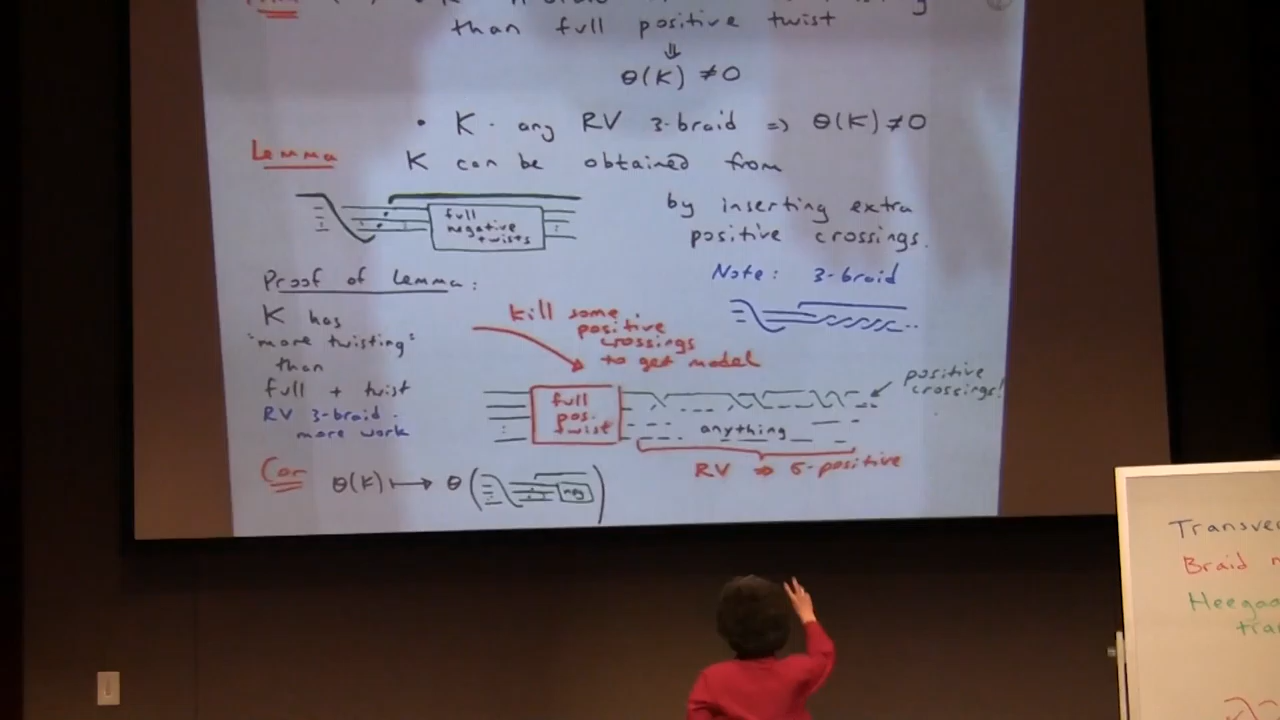 than full positive twist
⇓
θ(K) ≠ 0
• K - any RV 3-braid ⇒ θ(K) ≠ 0
Lemma K can be obtained from
full negative twists
by inserting extra positive crossings.
Proof of Lemma:
K has
"more twisting"
than
full + twist
RV 3-braid -
more work
Kill some positive crossings to get model
Note: 3-braid
full pos. twist
anything
positive crossings!
RV ⇒ σ-positive
Cor θ(K) ↦ θ( neg )
Transver
Braid
Heegaa
tra